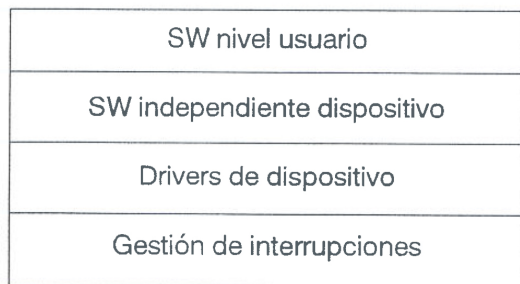 SW nivel usuario
SW independiente dispositivo
Drivers de dispositivo
Gestión de interrupciones